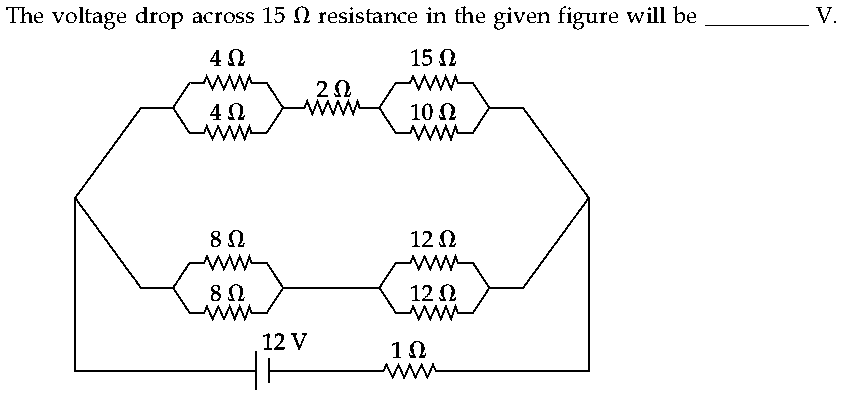 The voltage drop across 15 Ω resistance in the given figure will be __________ V.
4 Ω
15 Ω
2 Ω
4 Ω
10 Ω
8 Ω
12 Ω
8 Ω
12 Ω
12 V
1 Ω